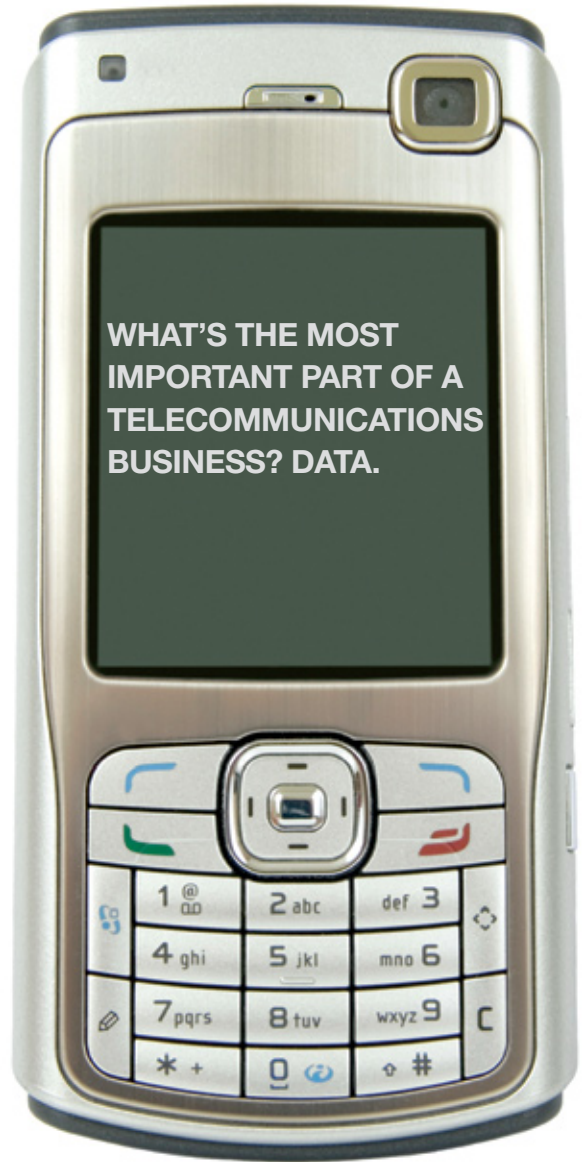 WHAT'S THE MOST
IMPORTANT PART OF A
TELECOMMUNICATIONS
BUSINESS? DATA.
1 @
2 abc
def 3
4 ghi
5 jkl
mno 6
7 pqrs
8 tuv
wxyz 9
C
* +
0
#